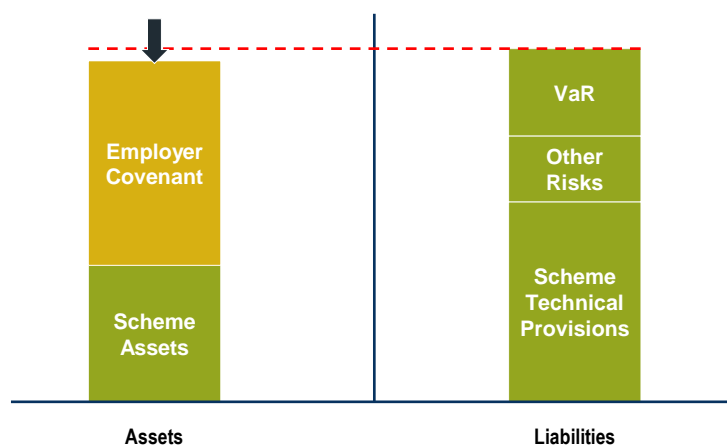 Employer
Covenant
Scheme
Assets
VaR
Other
Risks
Scheme
Technical
Provisions
Assets
Liabilities